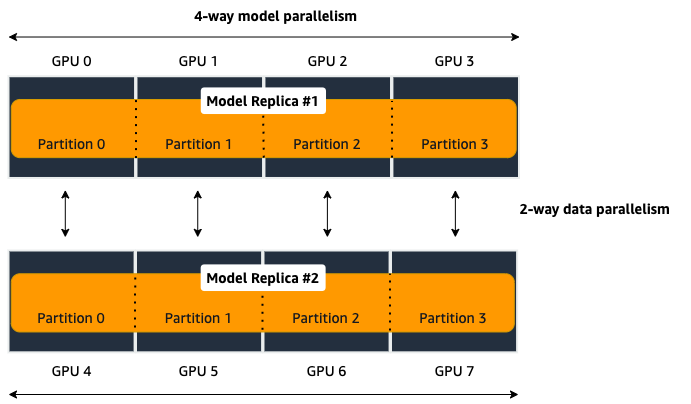 4-way model parallelism
GPU 0 GPU 1 GPU 2 GPU 3
Model Replica #1
Partition 0 Partition 1 Partition 2 Partition 3
2-way data parallelism
Model Replica #2
Partition 0 Partition 1 Partition 2 Partition 3
GPU 4 GPU 5 GPU 6 GPU 7